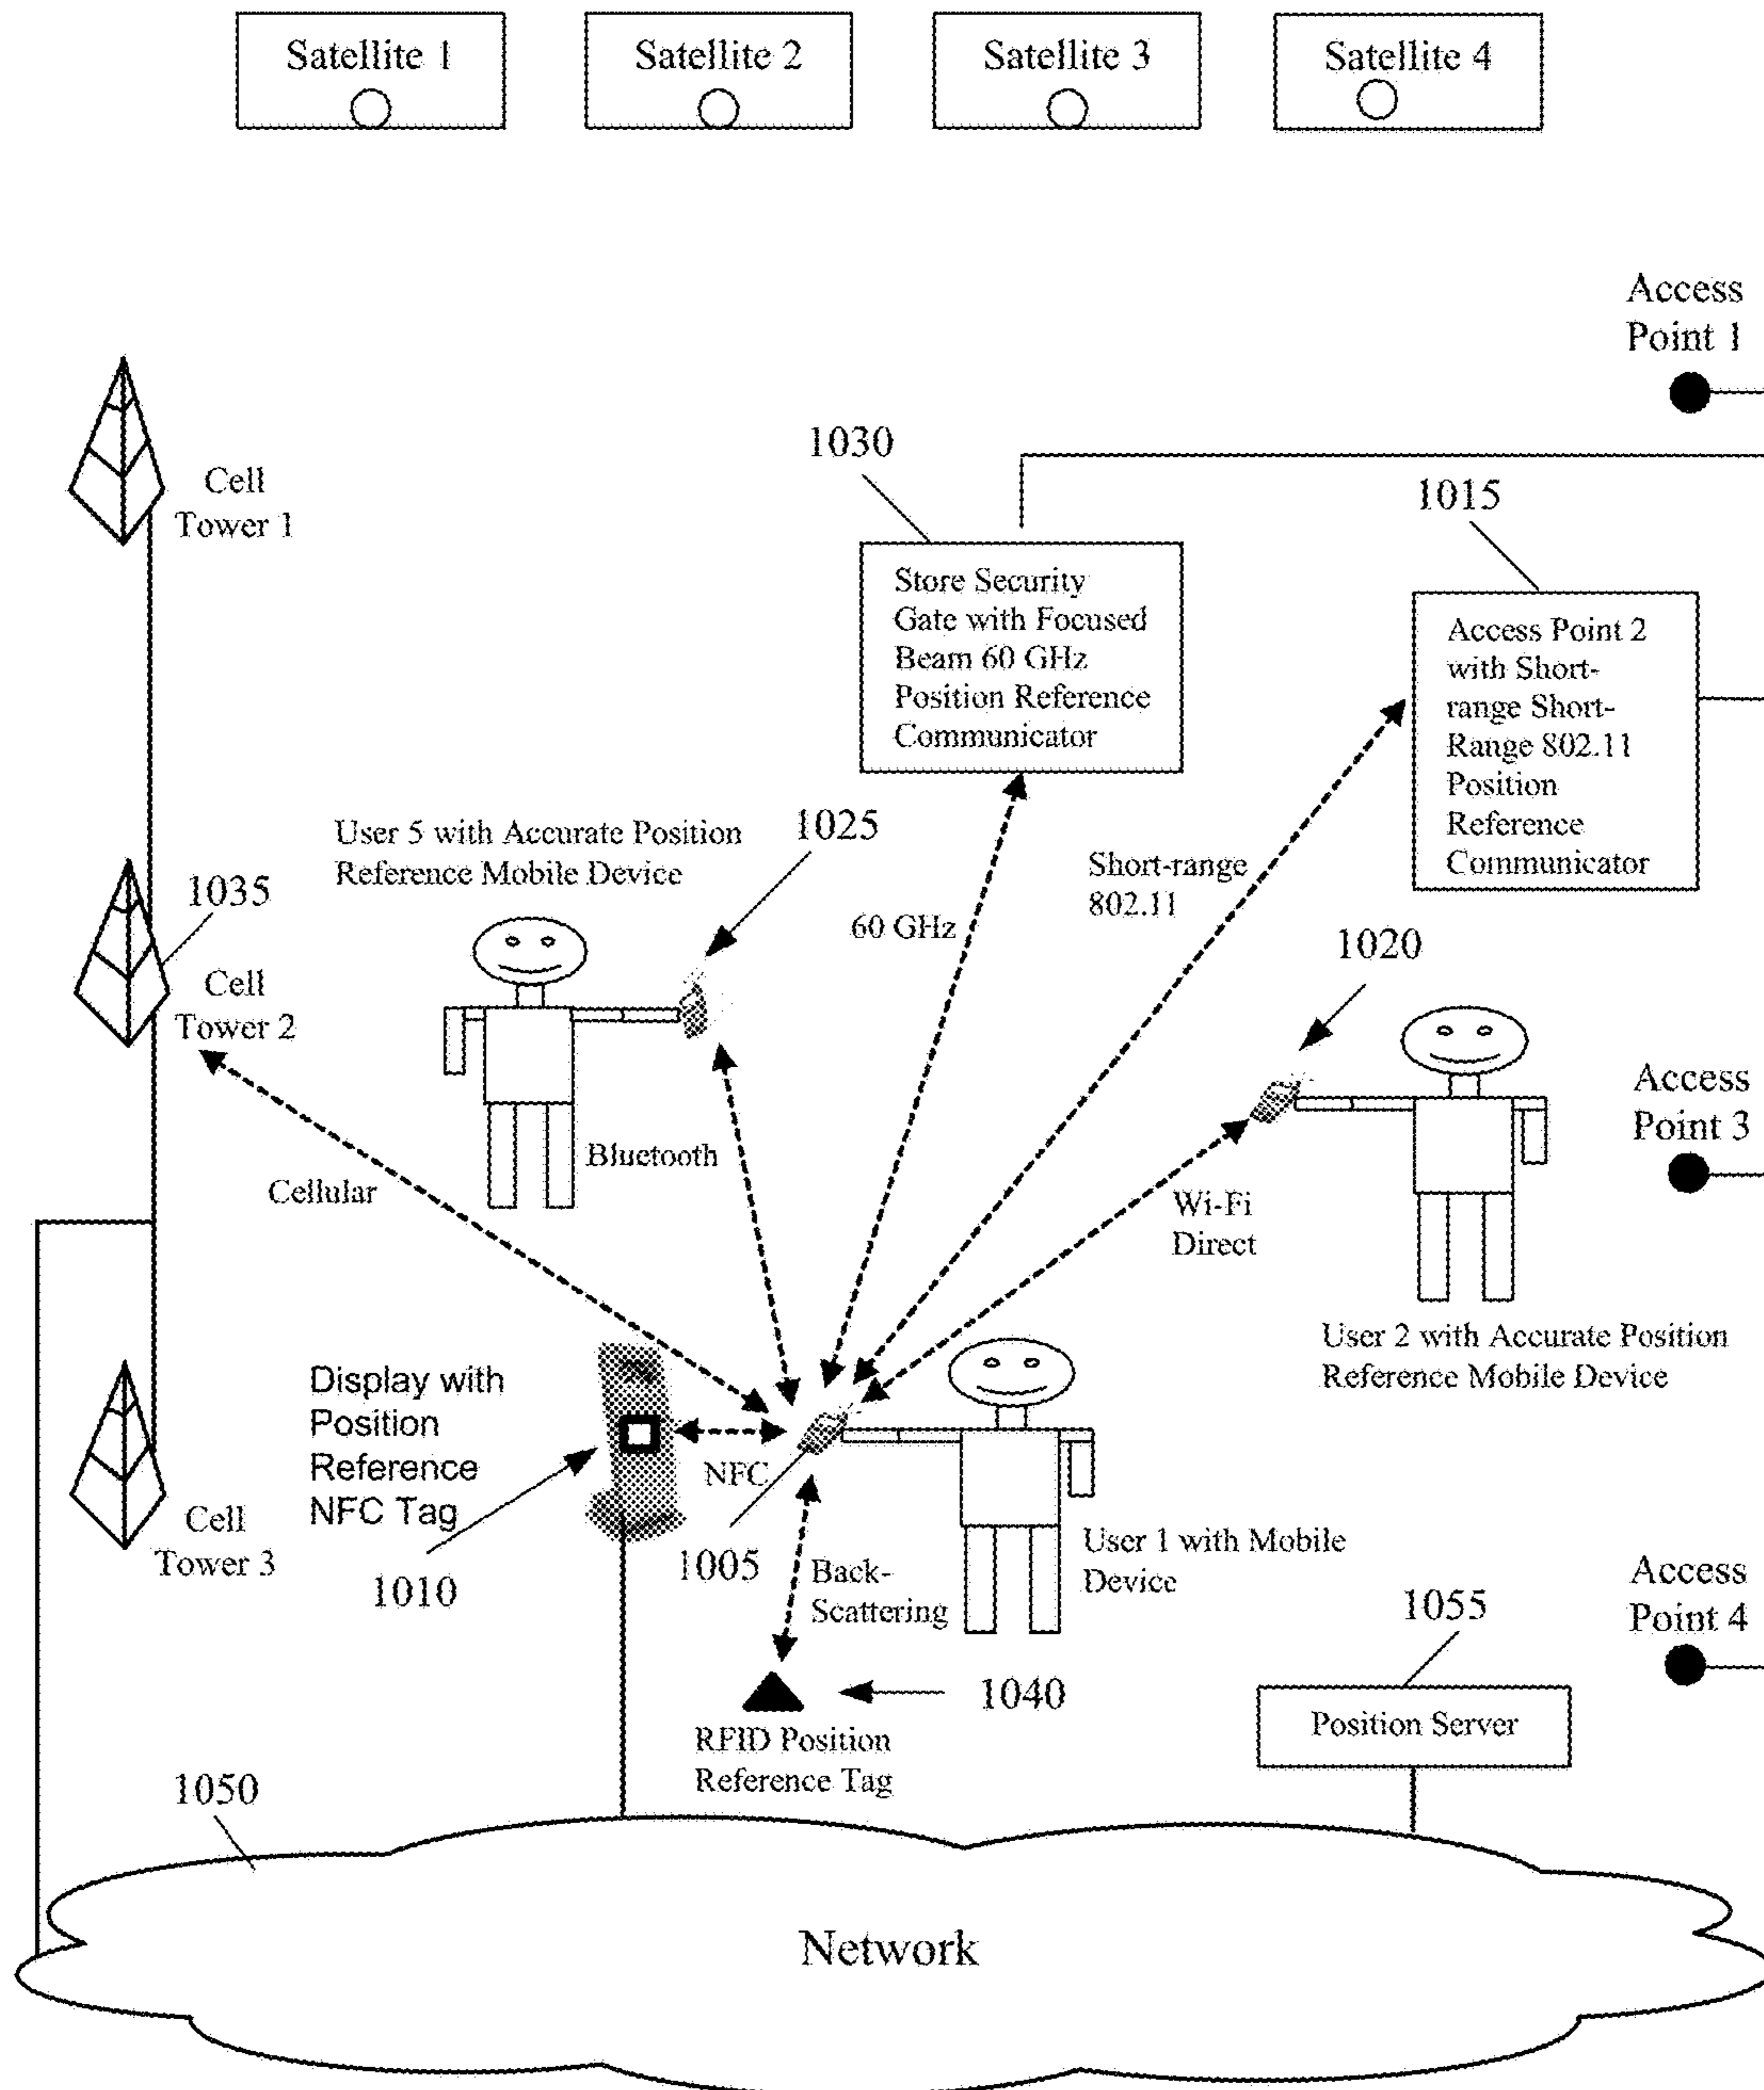 Satellite 1
Satellite 2
Satellite 3
Satellite 4
Access
Point 1
1030
1015
Cell
Tower 1
Store Security
Gate with Focused
Beam 60 GHz
Position Reference
Communicator
Access Point 2
with Short-
range Short-
Range 802.11
Position
Reference
Communicator
User 5 with Accurate Position
Reference Mobile Device
1025
1035
Short-range
802.11
60 GHz
1020
Cell
Tower 2
Access
Point 3
Bluetooth
Cellular
Wi-Fi
Direct
User 2 with Accurate Position
Reference Mobile Device
Display with
Position
Reference
NFC Tag
NFC
Cell
Tower 3
1010
1005
Back-
Scattering
User 1 with Mobile
Device
Access
Point 4
1055
1040
RFID Position
Reference Tag
Position Server
1050
Network